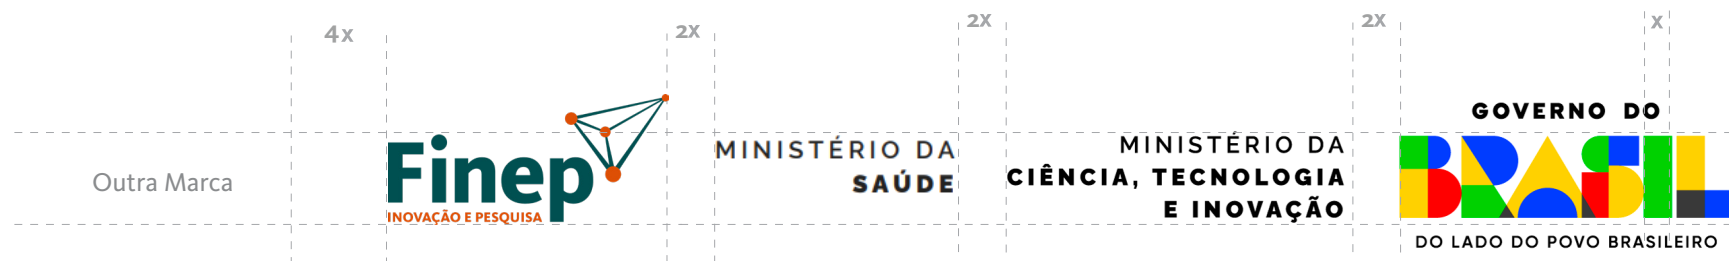 4x
2x
2x
2x
x
Outra Marca
Finep
INOVAÇÃO E PESQUISA
MINISTÉRIO DA
SAÚDE
MINISTÉRIO DA
CIÊNCIA, TECNOLOGIA
E INOVAÇÃO
GOVERNO DO
BRASIL
DO LADO DO POVO BRASILEIRO